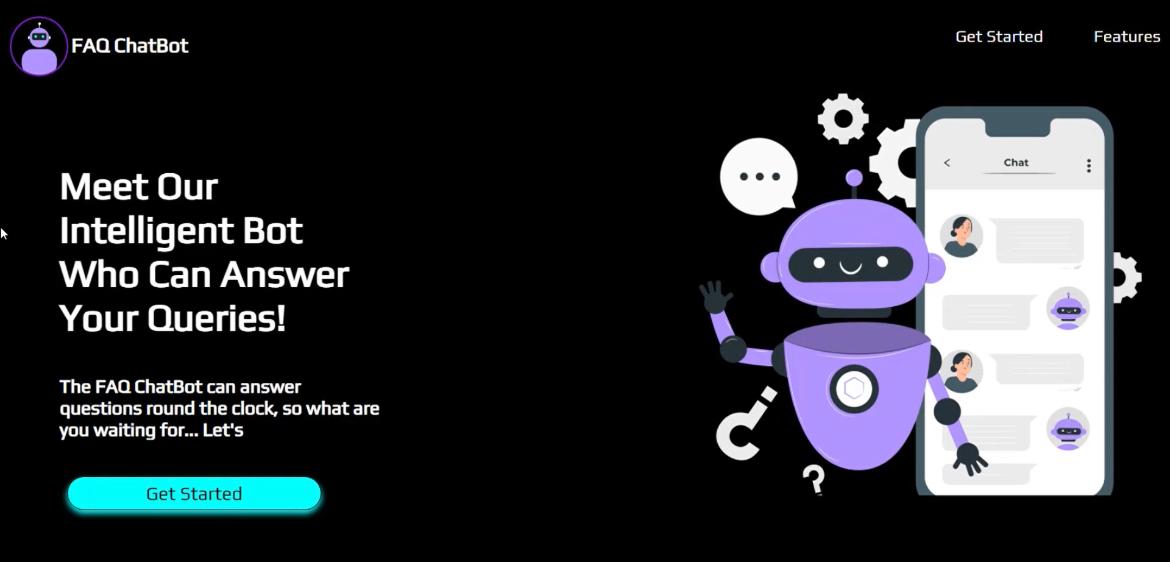 FAQ ChatBot
Get Started
Features
Meet Our
Intelligent Bot
Who Can Answer
Your Queries!
The FAQ ChatBot can answer
questions round the clock, so what are
you waiting for... Let's
Get Started
Chat